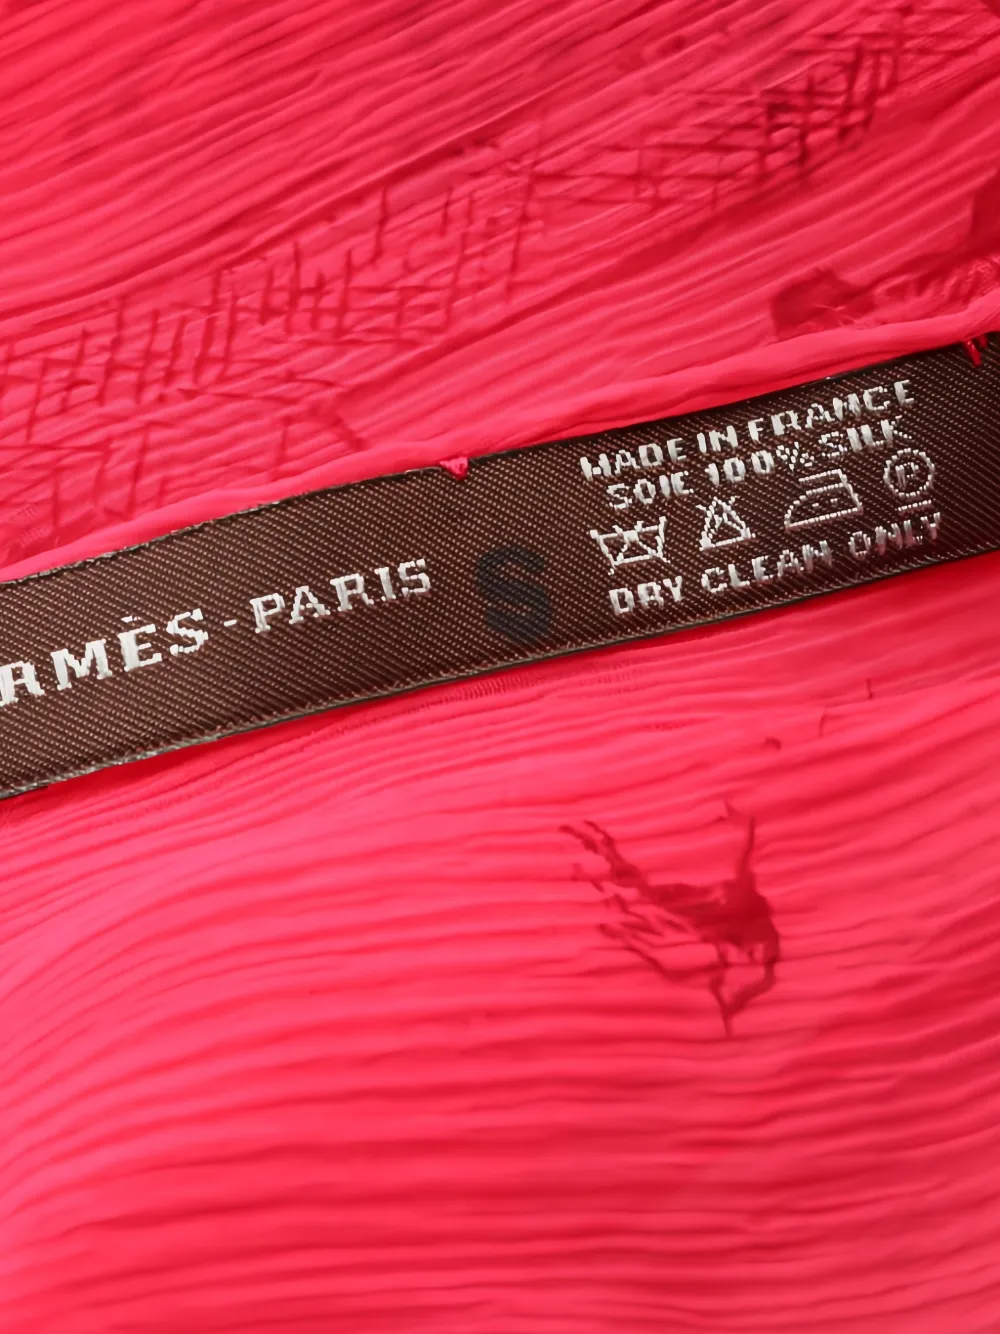 RMÈS - PARIS
MADE IN FRANCE
SOIE 100% SILK
P
DRY CLEAN ONLY
S